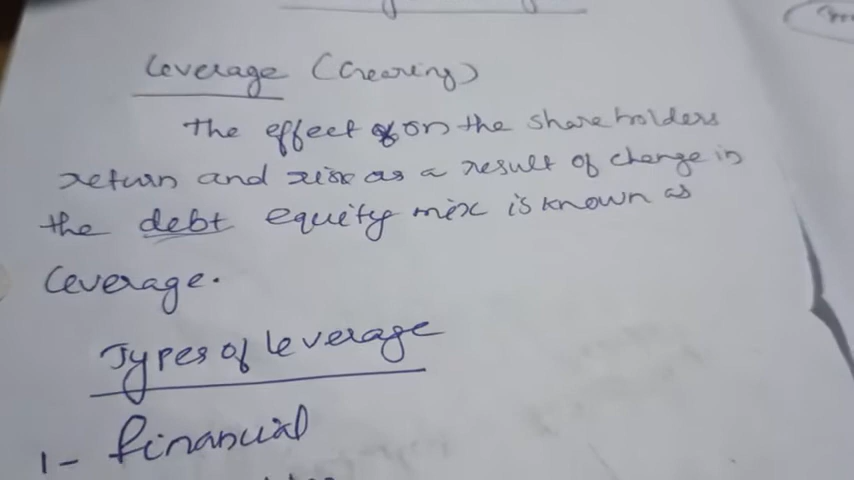 Leverage (Gearing)
The effect on the shareholders
return and risk as a result of change in
the debt equity mix is known as
Leverage.
Types of leverage
1- financial